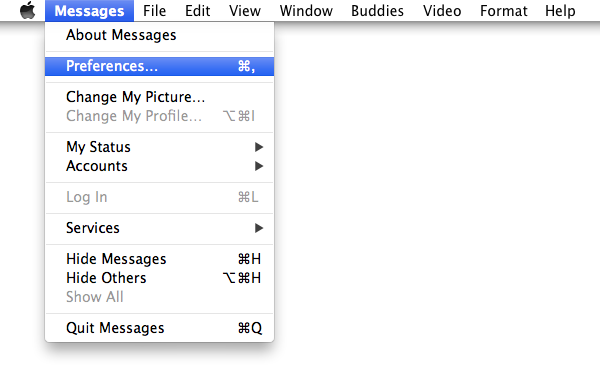 Messages File Edit View Window Buddies Video Format Help
About Messages
Preferences... ⌘,
Change My Picture...
Change My Profile... ⌥⌘I
My Status ▶
Accounts ▶
Log In ⌘L
Services ▶
Hide Messages ⌘H
Hide Others ⌥⌘H
Show All
Quit Messages ⌘Q